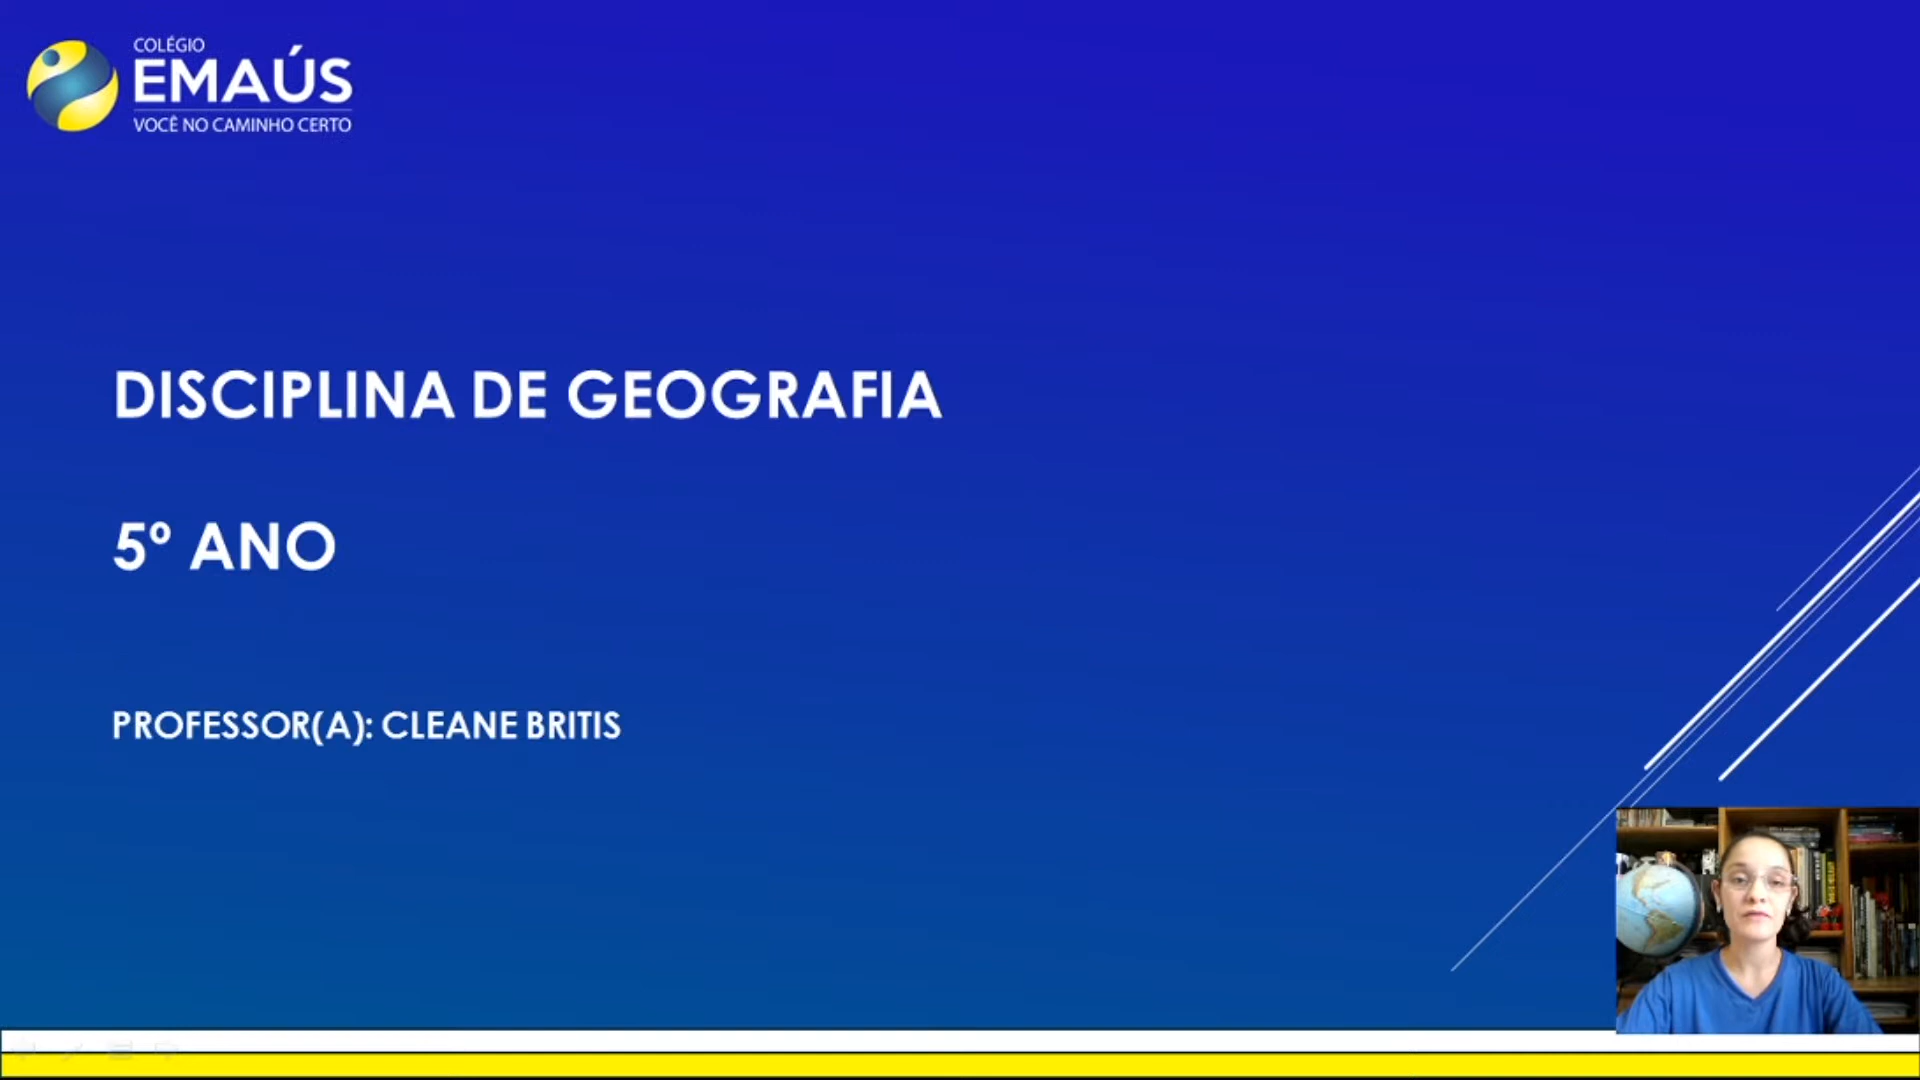 COLÉGIO
EMAÚS
VOCÊ NO CAMINHO CERTO
DISCIPLINA DE GEOGRAFIA
5º ANO
PROFESSOR(A): CLEANE BRITIS